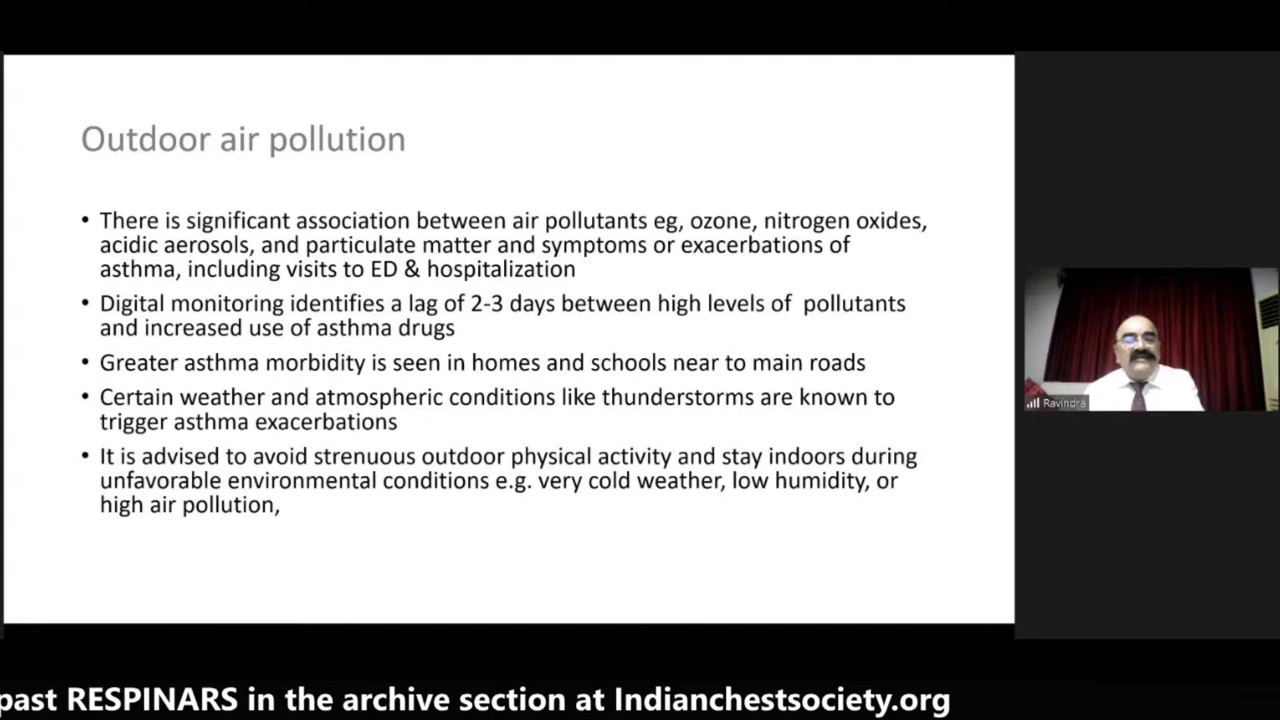 Outdoor air pollution
• There is significant association between air pollutants eg, ozone, nitrogen oxides,
acidic aerosols, and particulate matter and symptoms or exacerbations of
asthma, including visits to ED & hospitalization
• Digital monitoring identifies a lag of 2-3 days between high levels of pollutants
and increased use of asthma drugs
• Greater asthma morbidity is seen in homes and schools near to main roads
• Certain weather and atmospheric conditions like thunderstorms are known to
trigger asthma exacerbations
• It is advised to avoid strenuous outdoor physical activity and stay indoors during
unfavorable environmental conditions e.g. very cold weather, low humidity, or
high air pollution,
Ravindra
past RESPINARS in the archive section at Indianchestsociety.org